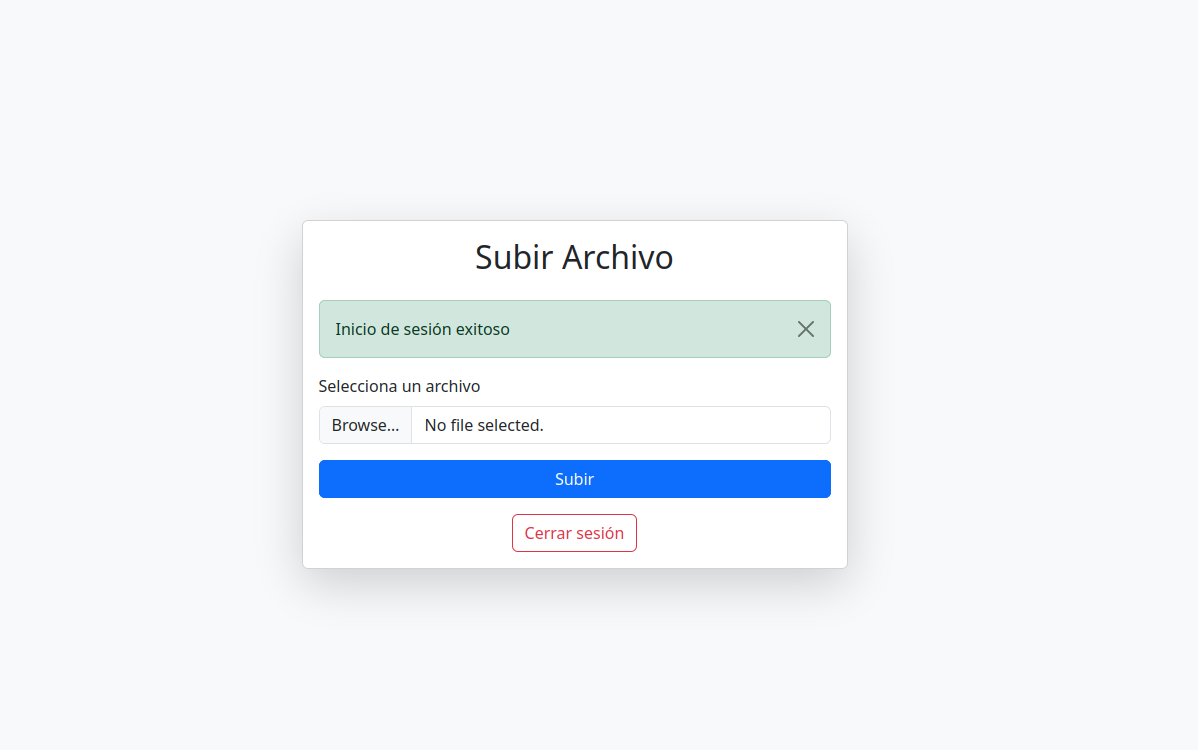 Subir Archivo
Inicio de sesión exitoso
Selecciona un archivo
Browse... No file selected.
Subir
Cerrar sesión